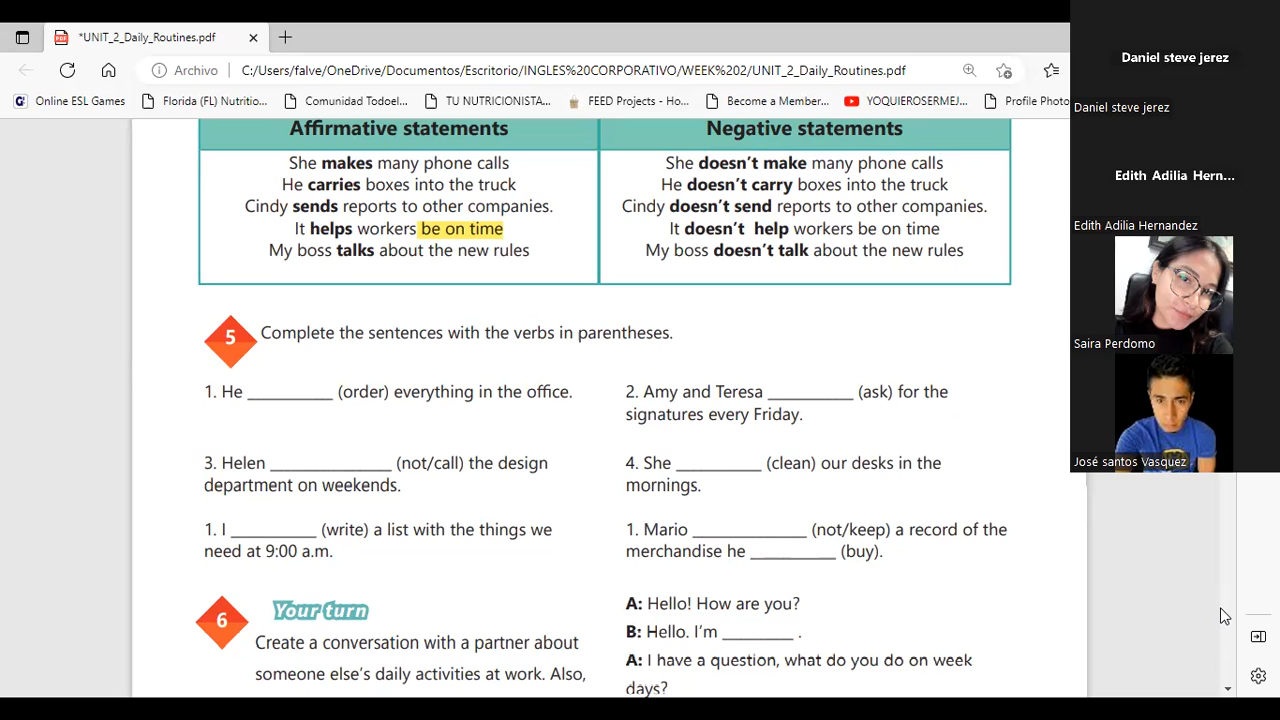 *UNIT_2_Daily_Routines.pdf
Archivo
C:/Users/falve/OneDrive/Documentos/Escritorio/INGLES%20CORPORATIVO/WEEK%202/UNIT_2_Daily_Routines.pdf
Online ESL Games
Florida (FL) Nutritio...
Comunidad Todoel...
TU NUTRICIONISTA...
FEED Projects - Ho...
Become a Member...
YOQUIEROSERMEJ...
Profile Photo
Affirmative statements
She makes many phone calls
He carries boxes into the truck
Cindy sends reports to other companies.
It helps workers be on time
My boss talks about the new rules
Negative statements
She doesn't make many phone calls
He doesn't carry boxes into the truck
Cindy doesn't send reports to other companies.
It doesn't help workers be on time
My boss doesn't talk about the new rules
5 Complete the sentences with the verbs in parentheses.
1. He __________ (order) everything in the office.
2. Amy and Teresa __________ (ask) for the
signatures every Friday.
3. Helen ______________ (not/call) the design
department on weekends.
4. She __________ (clean) our desks in the
mornings.
1. I __________ (write) a list with the things we
need at 9:00 a.m.
1. Mario _____________ (not/keep) a record of the
merchandise he __________ (buy).
6 Your turn
Create a conversation with a partner about
someone else's daily activities at work. Also,
A: Hello! How are you?
B: Hello. I'm ________ .
A: I have a question, what do you do on week
days?
Daniel steve jerez
Daniel steve jerez
Edith Adilia Hern...
Edith Adilia Hernandez
Saira Perdomo
José santos Vasquez